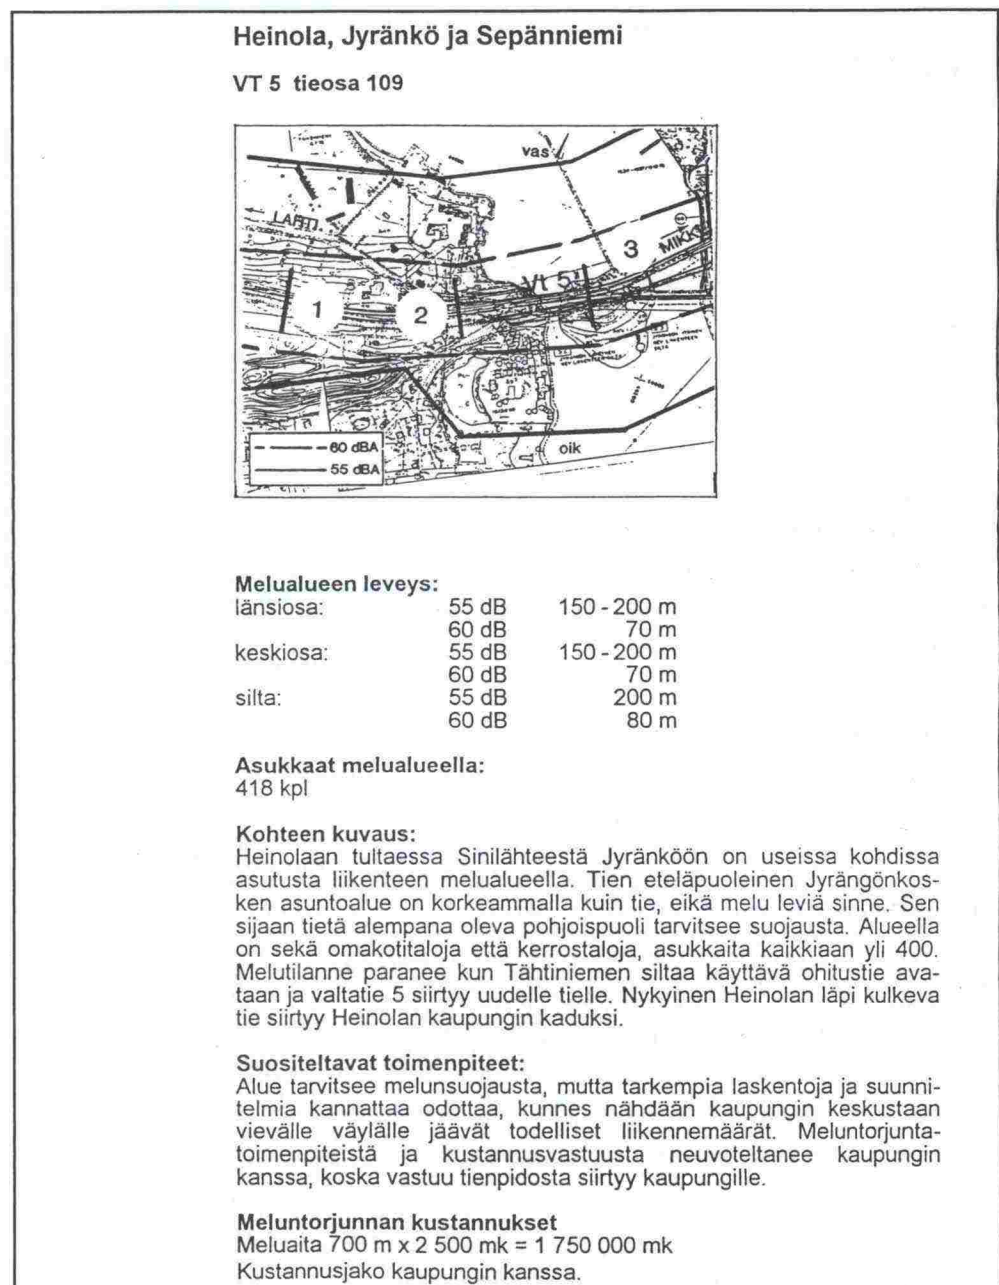 Heinola, Jyränkö ja Sepänniemi
VT 5 tieosa 109
vas
LAHTI
3
Vt 5
1
2
60 dBA
55 dBA
oik
Melualueen leveys:
länsiosa: 55 dB 150 - 200 m
60 dB 70 m
keskiosa: 55 dB 150 - 200 m
60 dB 70 m
silta: 55 dB 200 m
60 dB 80 m
Asukkaat melualueella:
418 kpl
Kohteen kuvaus:
Heinolaan tultaessa Sinilähteestä Jyränköön on useissa kohdissa
asutusta liikenteen melualueella. Tien eteläpuoleinen Jyrängönkos-
ken asuntoalue on korkeammalla kuin tie, eikä melu leviä sinne. Sen
sijaan tietä alempana oleva pohjoispuoli tarvitsee suojausta. Alueella
on sekä omakotitaloja että kerrostaloja, asukkaita kaikkiaan yli 400.
Melutilanne paranee kun Tähtiniemen siltaa käyttävä ohitustie ava-
taan ja valtatie 5 siirtyy uudelle tielle. Nykyinen Heinolan läpi kulkeva
tie siirtyy Heinolan kaupungin kaduksi.
Suositeltavat toimenpiteet:
Alue tarvitsee melunsuojausta, mutta tarkempia laskentoja ja suunni-
telmia kannattaa odottaa, kunnes nähdään kaupungin keskustaan
vievälle väylälle jäävät todelliset liikennemäärät. Meluntorjunta-
toimenpiteistä ja kustannusvastuusta neuvoteltanee kaupungin
kanssa, koska vastuu tienpidosta siirtyy kaupungille.
Meluntorjunnan kustannukset
Meluaita 700 m x 2 500 mk = 1 750 000 mk
Kustannusjako kaupungin kanssa.